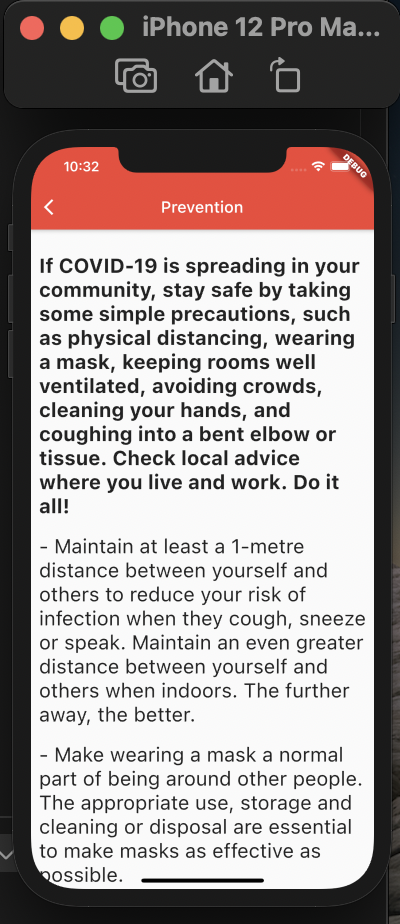 iPhone 12 Pro Ma...
10:32
DEBUG
Prevention
If COVID-19 is spreading in your
community, stay safe by taking
some simple precautions, such
as physical distancing, wearing
a mask, keeping rooms well
ventilated, avoiding crowds,
cleaning your hands, and
coughing into a bent elbow or
tissue. Check local advice
where you live and work. Do it
all!
- Maintain at least a 1-metre
distance between yourself and
others to reduce your risk of
infection when they cough, sneeze
or speak. Maintain an even greater
distance between yourself and
others when indoors. The further
away, the better.
- Make wearing a mask a normal
part of being around other people.
The appropriate use, storage and
cleaning or disposal are essential
to make masks as effective as
possible.